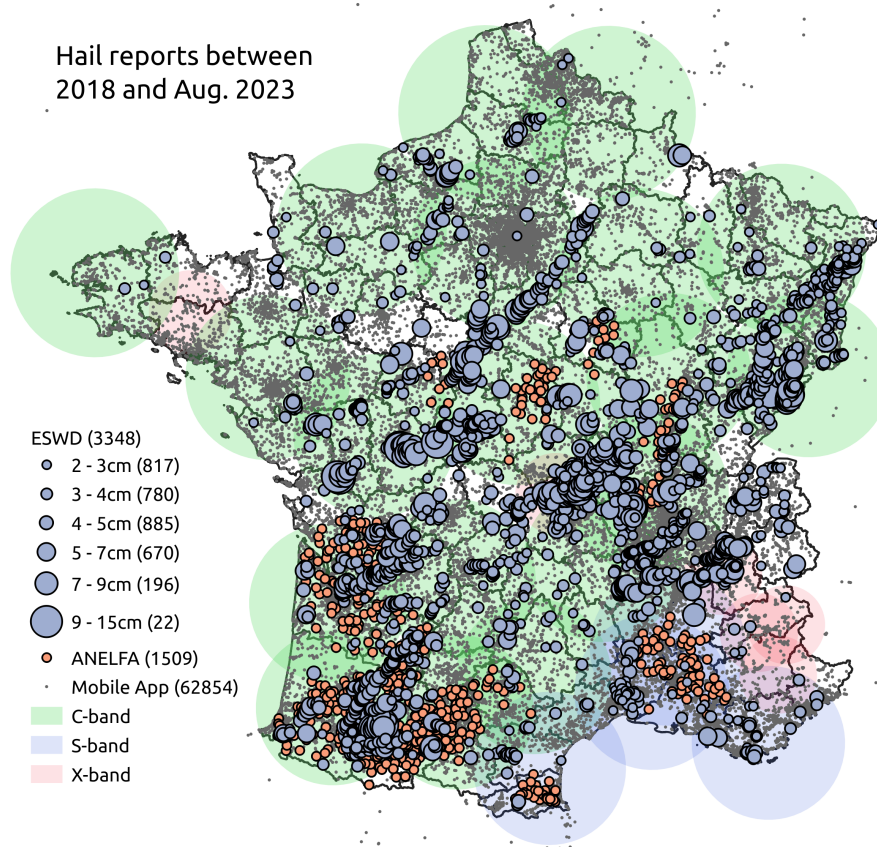 Hail reports between
2018 and Aug. 2023
ESWD (3348)
2 - 3cm (817)
3 - 4cm (780)
4 - 5cm (885)
5 - 7cm (670)
7 - 9cm (196)
9 - 15cm (22)
ANELFA (1509)
Mobile App (62854)
C-band
S-band
X-band